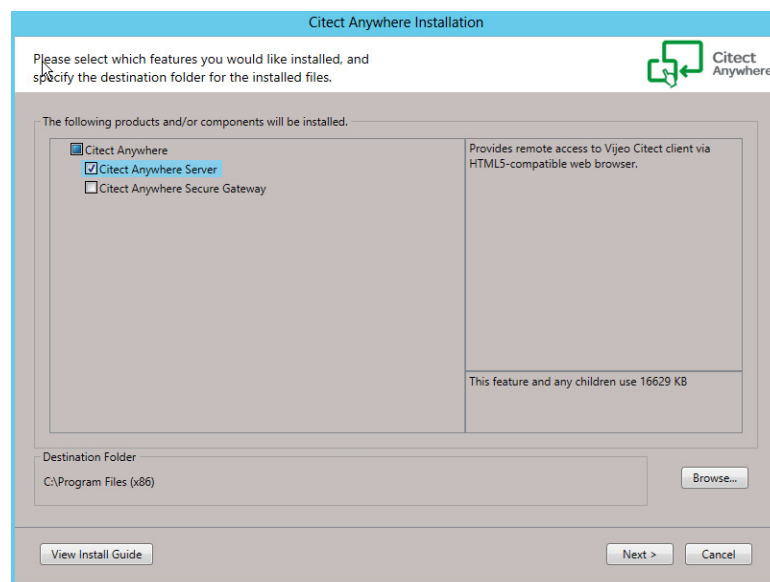 Citect Anywhere Installation
Please select which features you would like installed, and
specify the destination folder for the installed files.
Citect
Anywhere
The following products and/or components will be installed.
Citect Anywhere
Citect Anywhere Server
Citect Anywhere Secure Gateway
Provides remote access to Vijeo Citect client via
HTML5-compatible web browser.
This feature and any children use 16629 KB
Destination Folder
C:\Program Files (x86)
Browse...
View Install Guide
Next >
Cancel